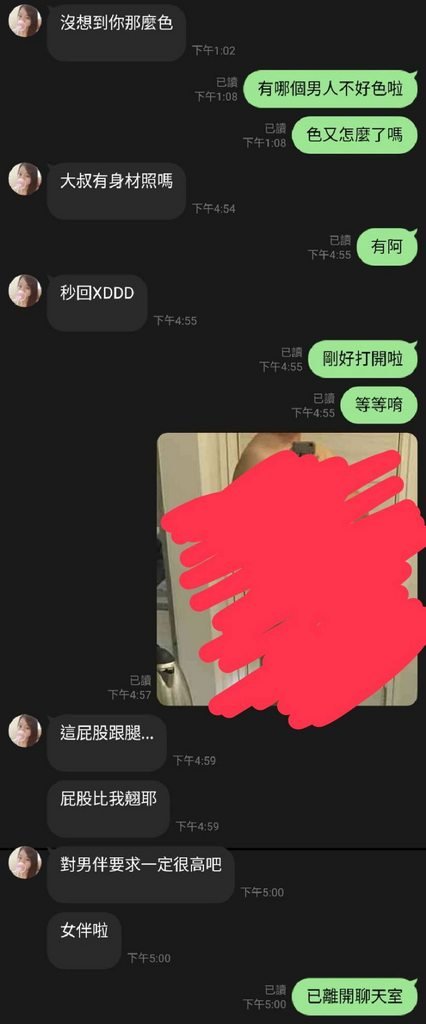 沒想到你那麼色
下午1:02
已讀
下午1:08
有哪個男人不好色啦
已讀
下午1:08
色又怎麼了嗎
大叔有身材照嗎
下午4:54
已讀
下午4:55
有阿
秒回XDDD
下午4:55
已讀
下午4:55
剛好打開啦
已讀
下午4:55
等等唷
已讀
下午4:57
這屁股跟腿...
下午4:59
屁股比我翹耶
下午4:59
對男伴要求一定很高吧
下午5:00
女伴啦
下午5:00
已讀
下午5:00
已離開聊天室